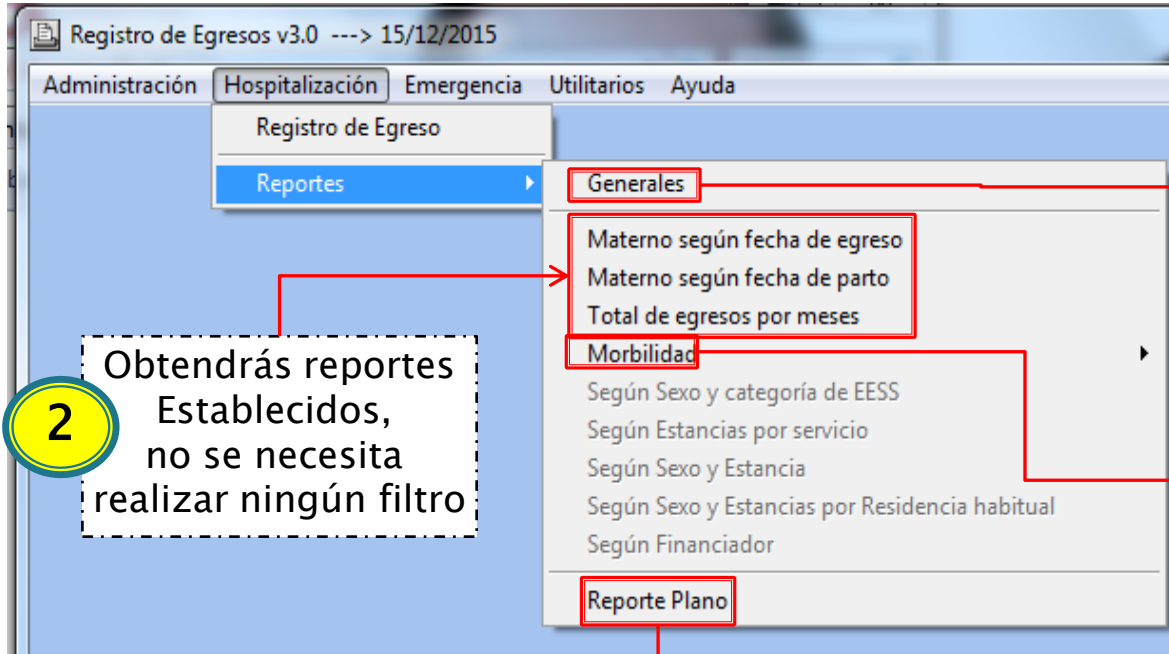 Registro de Egresos v3.0 ---> 15/12/2015
Administración Hospitalización Emergencia Utilitarios Ayuda
Registro de Egreso
Reportes
Generales
Materno según fecha de egreso
Materno según fecha de parto
Total de egresos por meses
Morbilidad
Según Sexo y categoría de EESS
Según Estancias por servicio
Según Sexo y Estancia
Según Sexo y Estancias por Residencia habitual
Según Financiador
Reporte Plano
2
Obtendrás reportes
Establecidos,
no se necesita
realizar ningún filtro